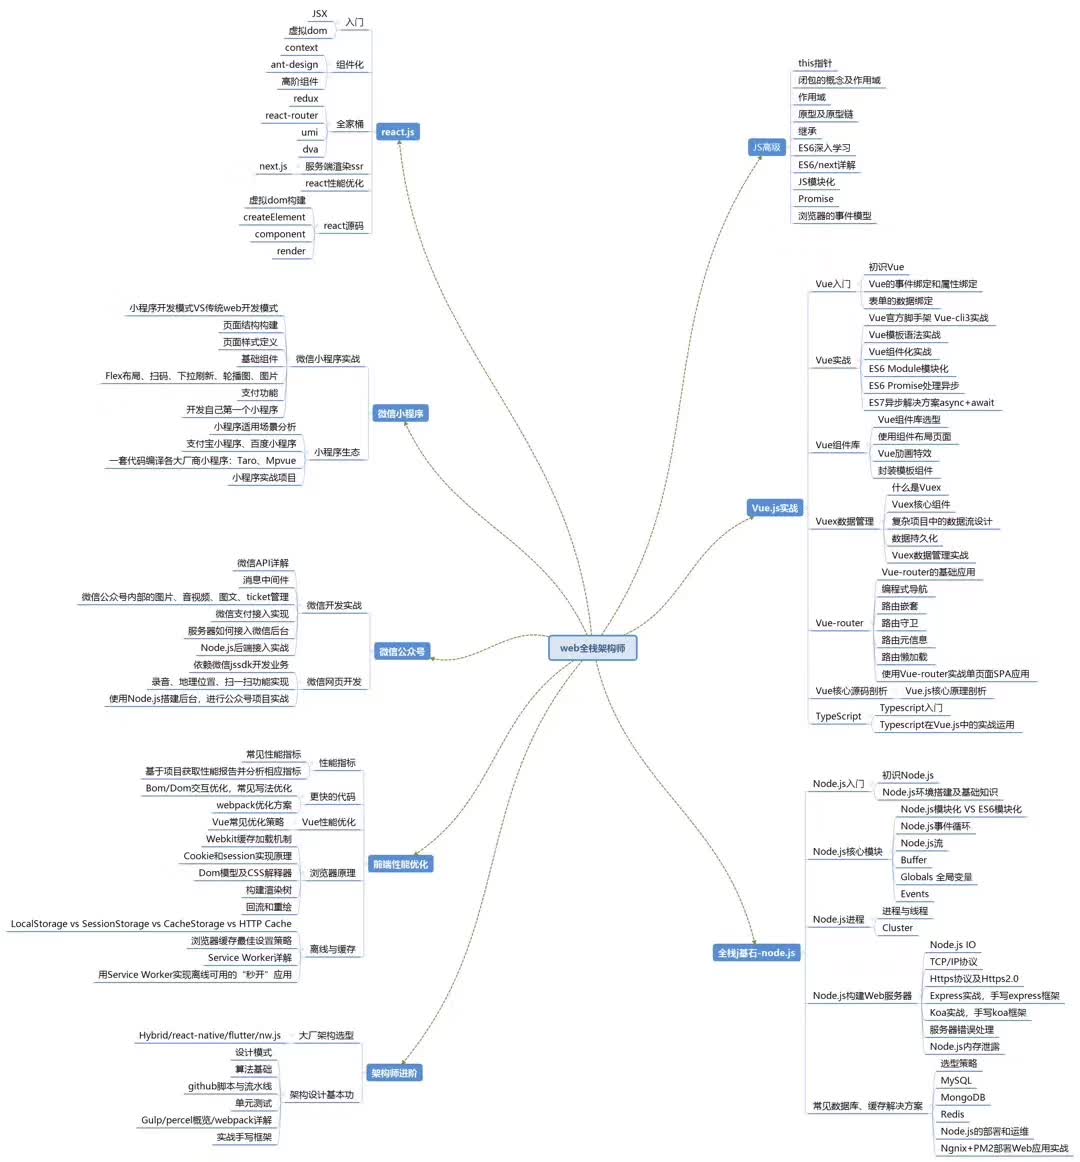 JSX
虚拟dom
入门
context
ant-design
高阶组件
组件化
redux
react-router
umi
dva
全家桶
next.js
服务端渲染ssr
react性能优化
虚拟dom构建
createElement
component
render
react源码
react.js
小程序开发模式VS传统web开发模式
页面结构构建
页面样式定义
基础组件
Flex布局、扫码、下拉刷新、轮播图、图片
支付功能
开发自己第一个小程序
微信小程序实战
小程序适用场景分析
支付宝小程序、百度小程序
一套代码编译各大厂商小程序：Taro、Mpvue
小程序实战项目
小程序生态
微信小程序
微信API详解
消息中间件
微信公众号内部的图片、音视频、图文、ticket管理
微信支付接入实现
服务器如何接入微信后台
Node.js后端接入实战
微信开发实战
依赖微信jssdk开发业务
录音、地理位置、扫一扫功能实现
使用Node.js搭建后台，进行公众号项目实战
微信网页开发
微信公众号
常见性能指标
基于项目获取性能报告并分析相应指标
性能指标
Bom/Dom交互优化，常见写法优化
webpack优化方案
更快的代码
Vue常见优化策略
Vue性能优化
Webkit缓存加载机制
Cookie和session实现原理
Dom模型及CSS解释器
构建渲染树
回流和重绘
浏览器原理
LocalStorage vs SessionStorage vs CacheStorage vs HTTP Cache
浏览器缓存最佳设置策略
Service Worker详解
用Service Worker实现离线可用的“秒开”应用
离线与缓存
前端性能优化
Hybrid/react-native/flutter/nw.js
大厂架构选型
设计模式
算法基础
github脚本与流水线
单元测试
Gulp/percel概览/webpack详解
实战手写框架
架构设计基本功
架构师进阶
web全栈架构师
JS高级
this指针
闭包的概念及作用域
作用域
原型及原型链
继承
ES6深入学习
ES6/next详解
JS模块化
Promise
浏览器的事件模型
Vue.js实战
Vue入门
初识Vue
Vue的事件绑定和属性绑定
表单的数据绑定
Vue实战
Vue官方脚手架 Vue-cli3实战
Vue模板语法实战
Vue组件化实战
ES6 Module模块化
ES6 Promise处理异步
ES7异步解决方案async+await
Vue组件库
Vue组件库选型
使用组件布局页面
Vue动画特效
封装模板组件
Vuex数据管理
什么是Vuex
Vuex核心组件
复杂项目中的数据流设计
数据持久化
Vuex数据管理实战
Vue-router
Vue-router的基础应用
编程式导航
路由嵌套
路由守卫
路由元信息
路由懒加载
使用Vue-router实战单页面SPA应用
Vue核心源码剖析
Vue.js核心原理剖析
TypeScript
Typescript入门
Typescript在Vue.js中的实战运用
全栈j基石-node.js
Node.js入门
初识Node.js
Node.js环境搭建及基础知识
Node.js核心模块
Node.js模块化 VS ES6模块化
Node.js事件循环
Node.js流
Buffer
Globals 全局变量
Events
Node.js进程
进程与线程
Cluster
Node.js构建Web服务器
Node.js IO
TCP/IP协议
Https协议及Https2.0
Express实战，手写express框架
Koa实战，手写koa框架
服务器错误处理
Node.js内存泄露
常见数据库、缓存解决方案
选型策略
MySQL
MongoDB
Redis
Node.js的部署和运维
Ngnix+PM2部署Web应用实战